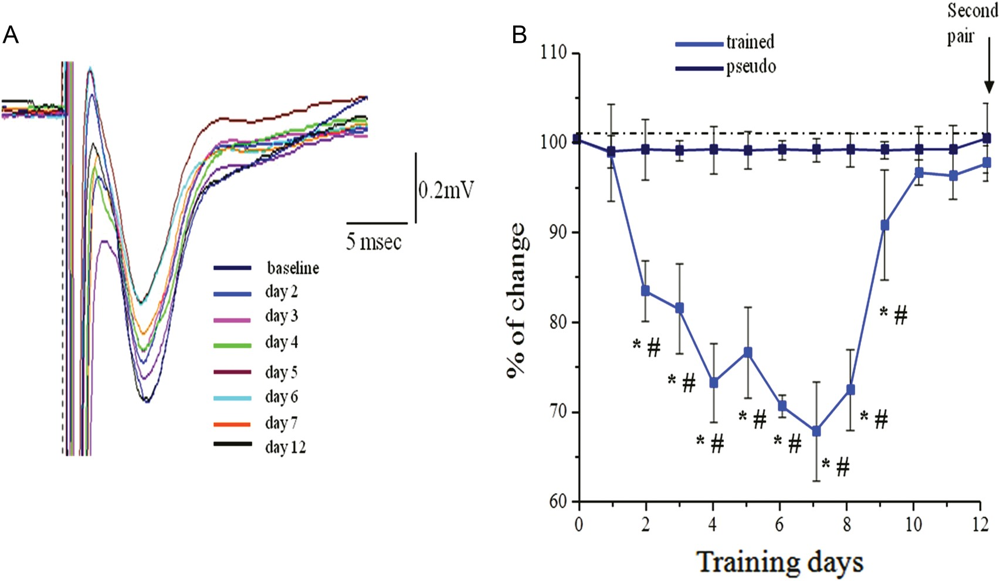 A
0.2mV
5 msec
baseline
day 2
day 3
day 4
day 5
day 6
day 7
day 12
B
Second
pair
trained
pseudo
110
100
90
80
70
60
% of change
* #
* #
* #
* #
* #
* #
* #
* #
0 2 4 6 8 10 12
Training days